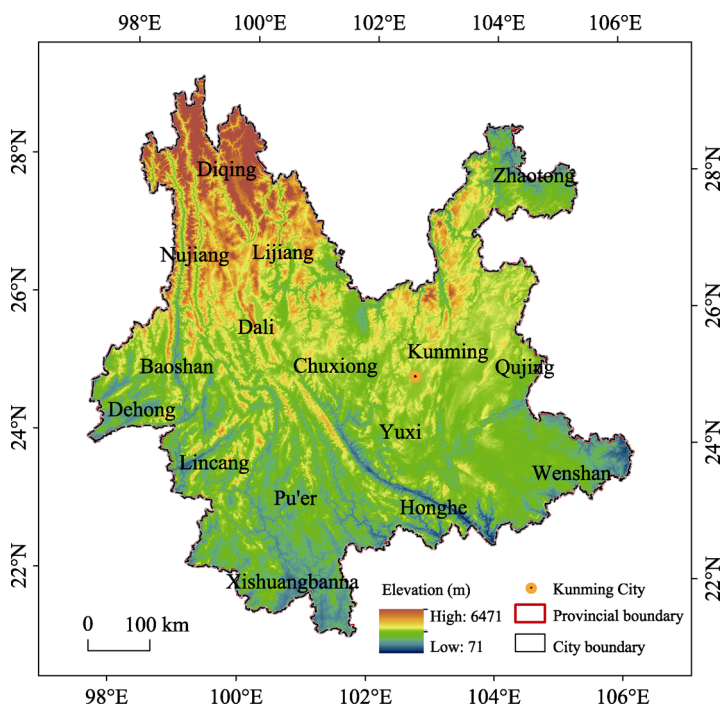 98°E 100°E 102°E 104°E 106°E
28°N
28°N
26°N
26°N
24°N
24°N
22°N
22°N
Diqing
Zhaotong
Nujiang
Lijiang
Dali
Kunming
Baoshan
Chuxiong
Qujing
Dehong
Yuxi
Lincang
Wenshan
Pu'er
Honghe
Xishuangbanna
Elevation (m)
High: 6471
Low: 71
Kunming City
Provincial boundary
City boundary
0 100 km
98°E 100°E 102°E 104°E 106°E